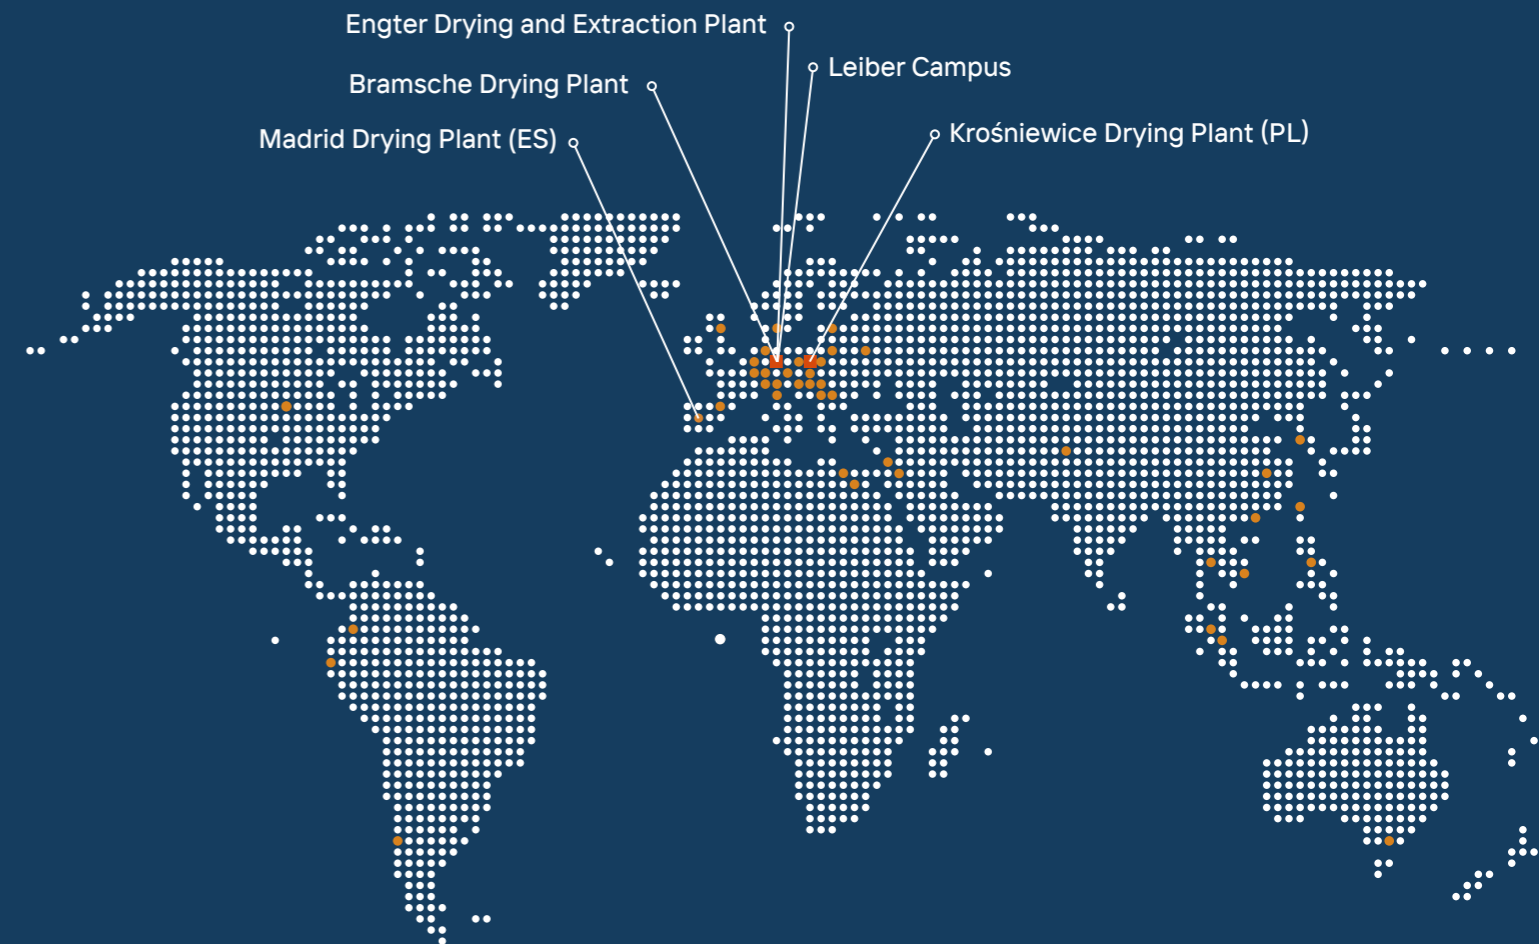 Engter Drying and Extraction Plant
Leiber Campus
Bramsche Drying Plant
Krośniewice Drying Plant (PL)
Madrid Drying Plant (ES)